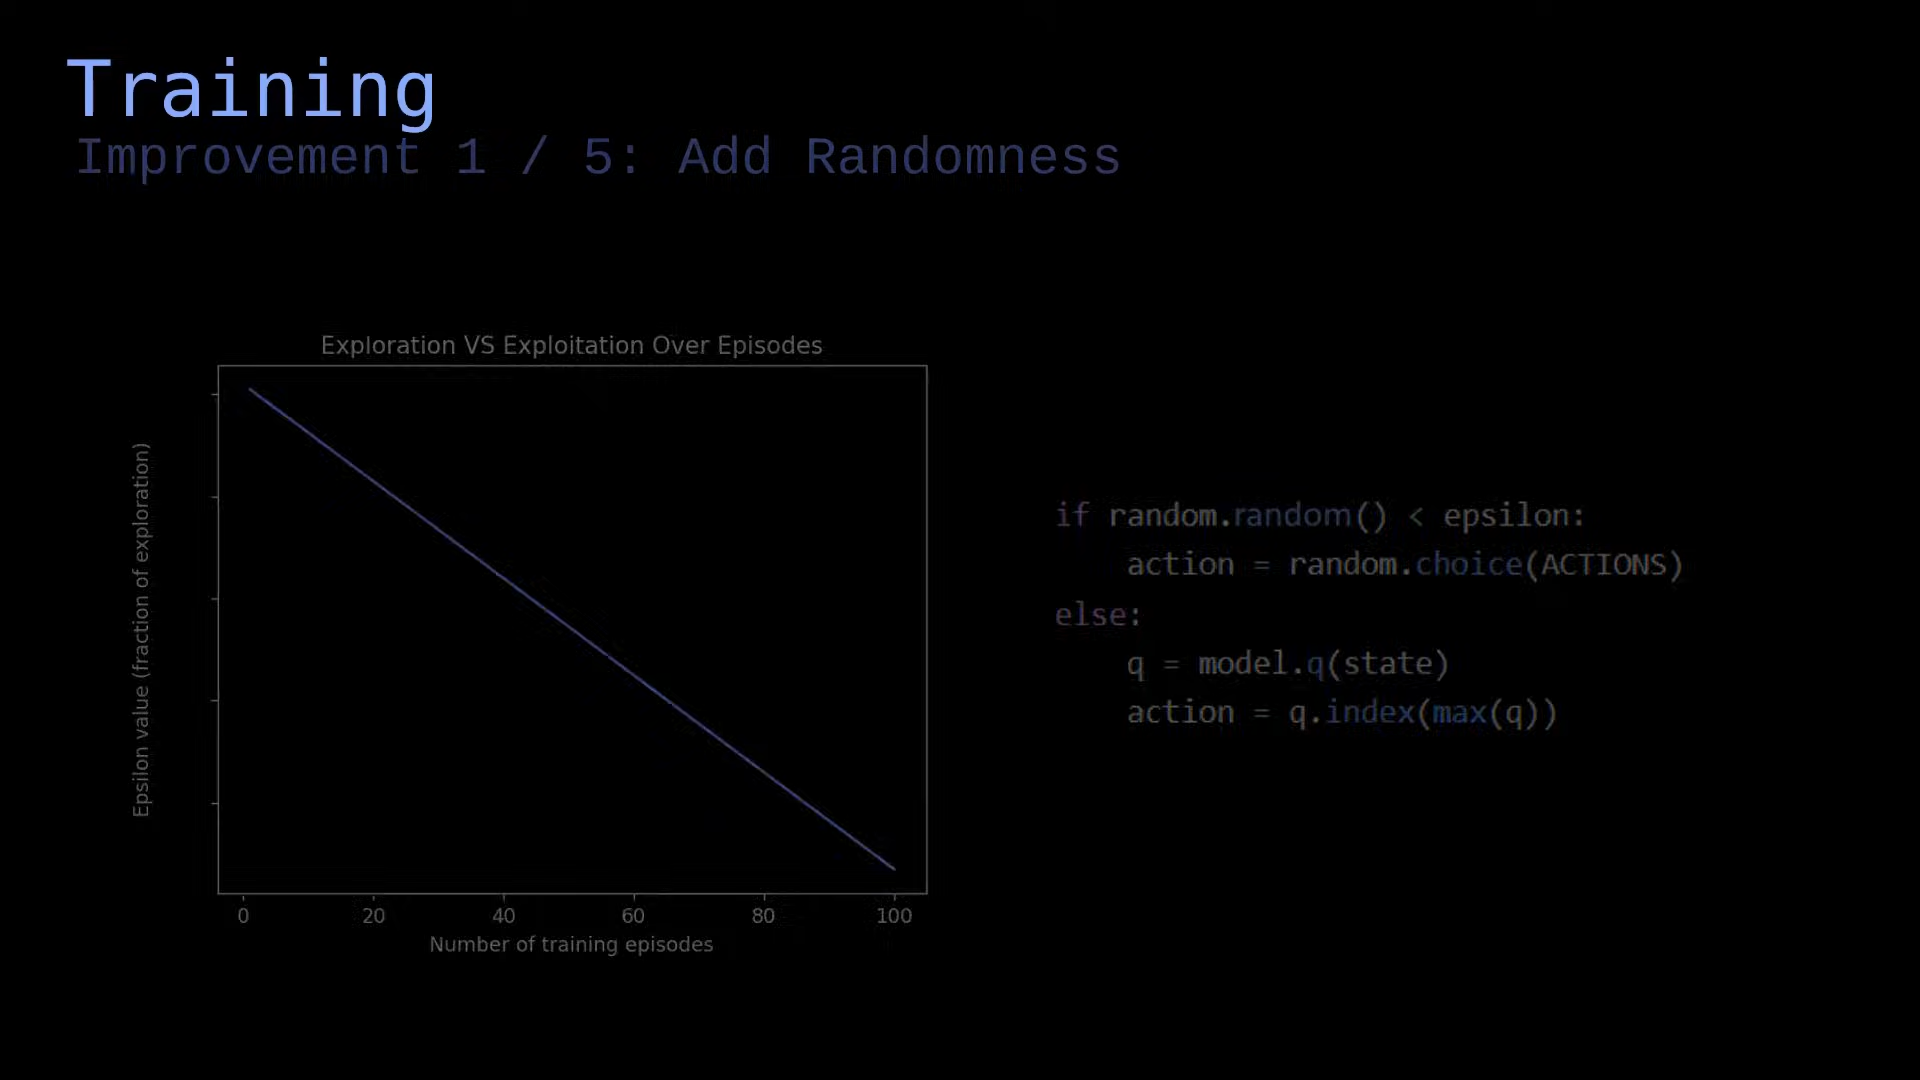 Training
Improvement 1 / 5: Add Randomness
Exploration VS Exploitation Over Episodes
Epsilon value (fraction of exploration)
0 20 40 60 80 100
Number of training episodes
if random.random() < epsilon:
    action = random.choice(ACTIONS)
else:
    q = model.q(state)
    action = q.index(max(q))